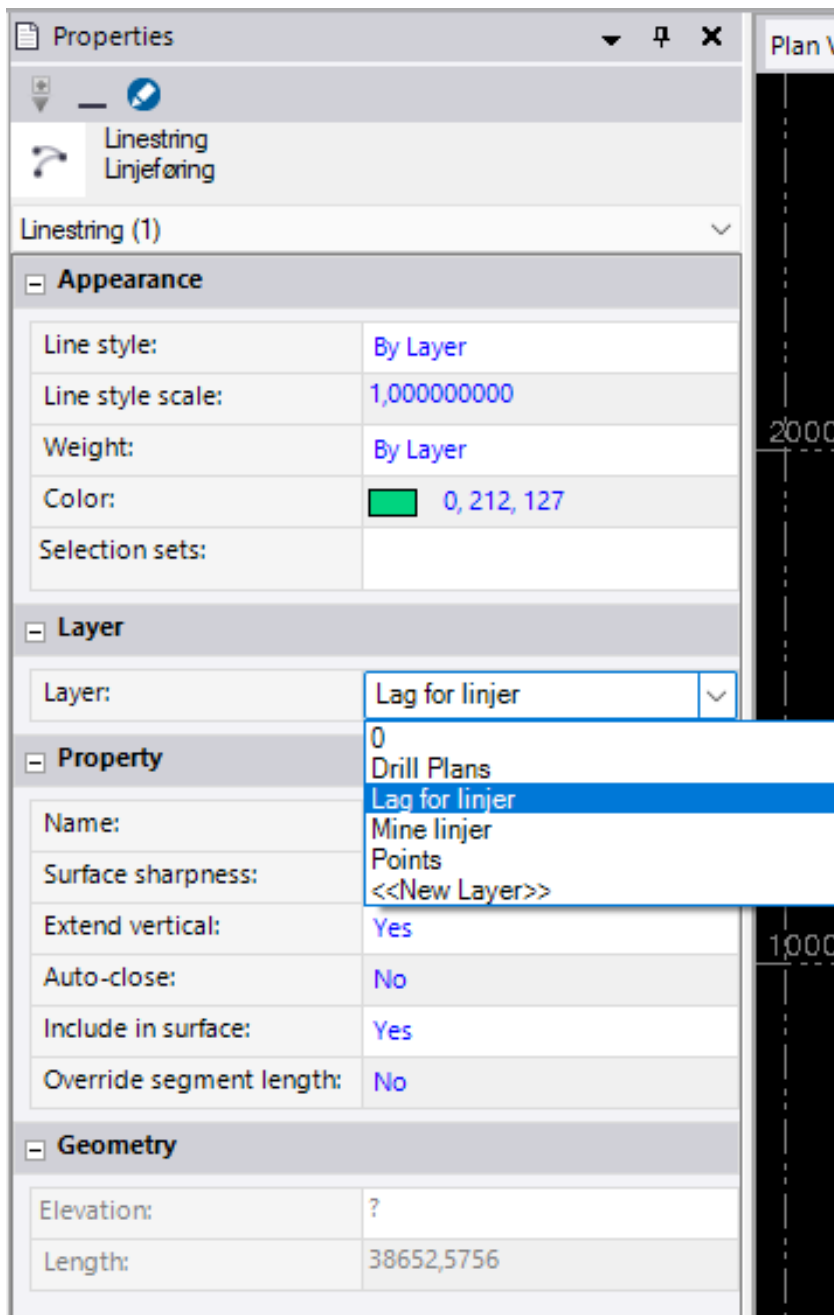 Properties
Plan V
Linestring
Linjeføring
Linestring (1)
Appearance
Line style: By Layer
Line style scale: 1,000000000
Weight: By Layer
Color: 0, 212, 127
Selection sets:
Layer
Layer: Lag for linjer
0
Drill Plans
Lag for linjer
Mine linjer
Points
<<New Layer>>
Property
Name:
Surface sharpness:
Extend vertical: Yes
Auto-close: No
Include in surface: Yes
Override segment length: No
Geometry
Elevation: ?
Length: 38652,5756
2000
1000